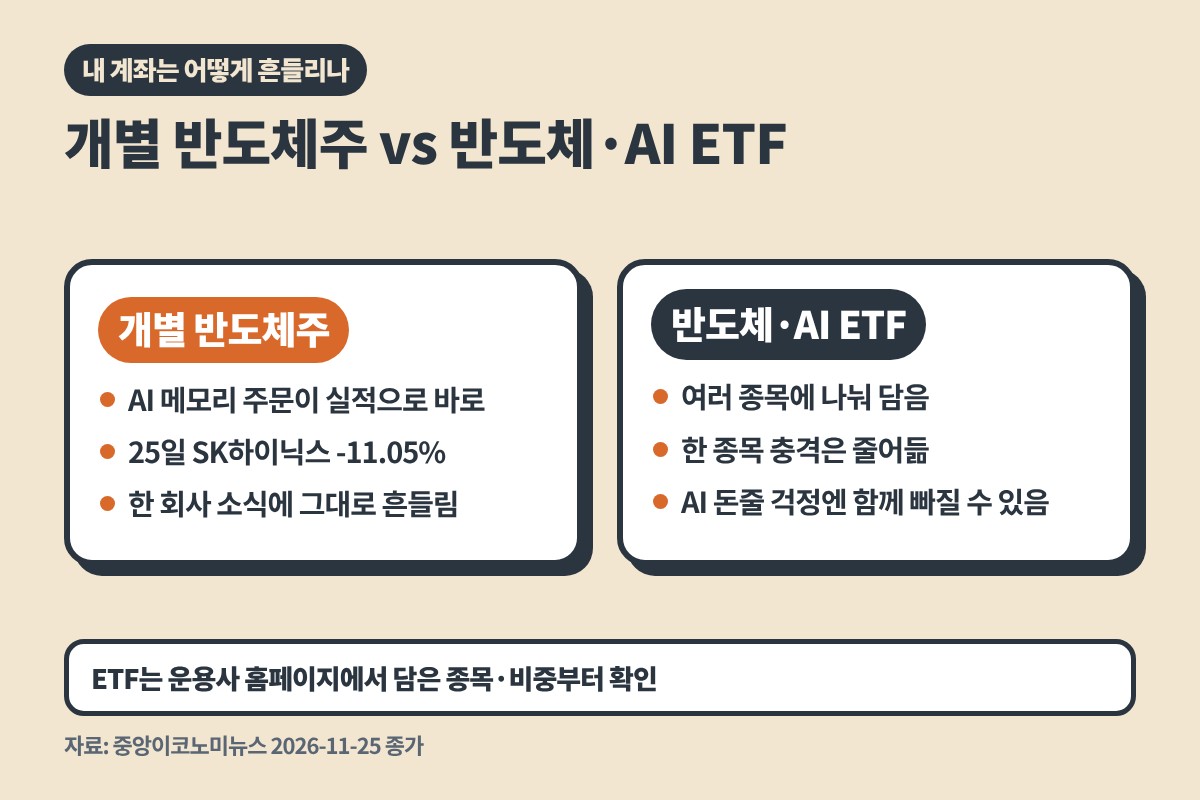 내 계좌는 어떻게 흔들리나
개별 반도체주 vs 반도체·AI ETF
개별 반도체주
AI 메모리 주문이 실적으로 바로
25일 SK하이닉스 -11.05%
한 회사 소식에 그대로 흔들림
반도체·AI ETF
여러 종목에 나눠 담음
한 종목 충격은 줄어듦
AI 돈줄 걱정엔 함께 빠질 수 있음
ETF는 운용사 홈페이지에서 담은 종목·비중부터 확인
자료: 중앙이코노미뉴스 2026-11-25 종가